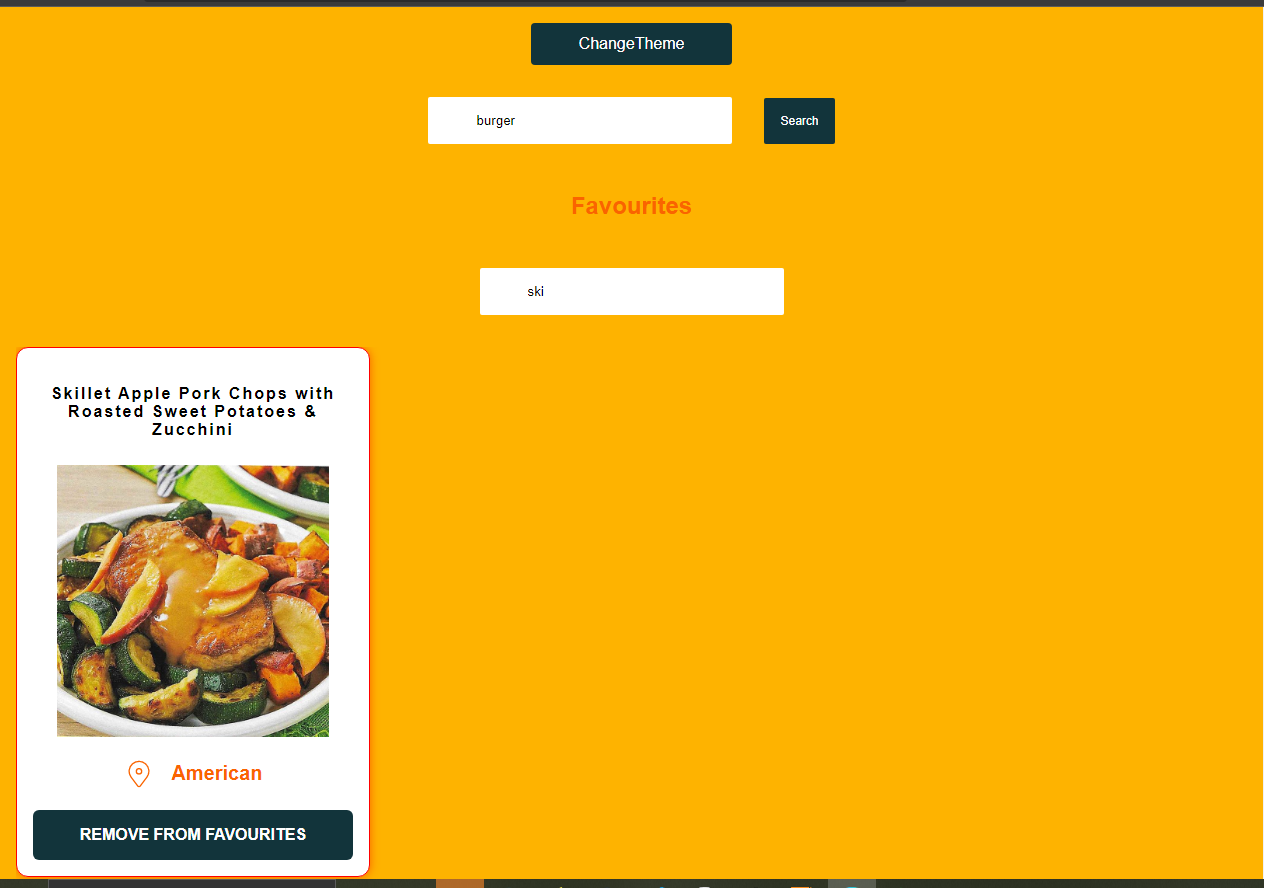 ChangeTheme
burger
Search
Favourites
ski
Skillet Apple Pork Chops with
Roasted Sweet Potatoes &
Zucchini
American
REMOVE FROM FAVOURITES